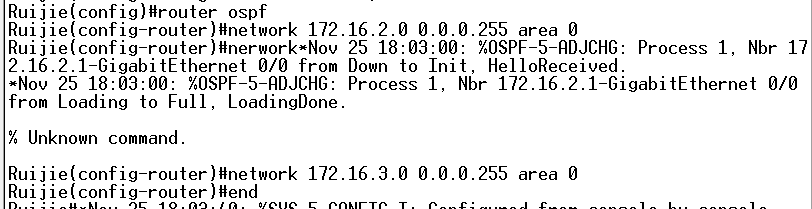 Ruijie(config)#router ospf
Ruijie(config-router)#network 172.16.2.0 0.0.0.255 area 0
Ruijie(config-router)#nerwork*Nov 25 18:03:00: %OSPF-5-ADJCHG: Process 1, Nbr 17
2.16.2.1-GigabitEthernet 0/0 from Down to Init, HelloReceived.
*Nov 25 18:03:00: %OSPF-5-ADJCHG: Process 1, Nbr 172.16.2.1-GigabitEthernet 0/0
from Loading to Full, LoadingDone.
% Unknown command.
Ruijie(config-router)#network 172.16.3.0 0.0.0.255 area 0
Ruijie(config-router)#end
Ruijie#*Nov 25 %SYS-5-CONFIG_I: Configured from console by console